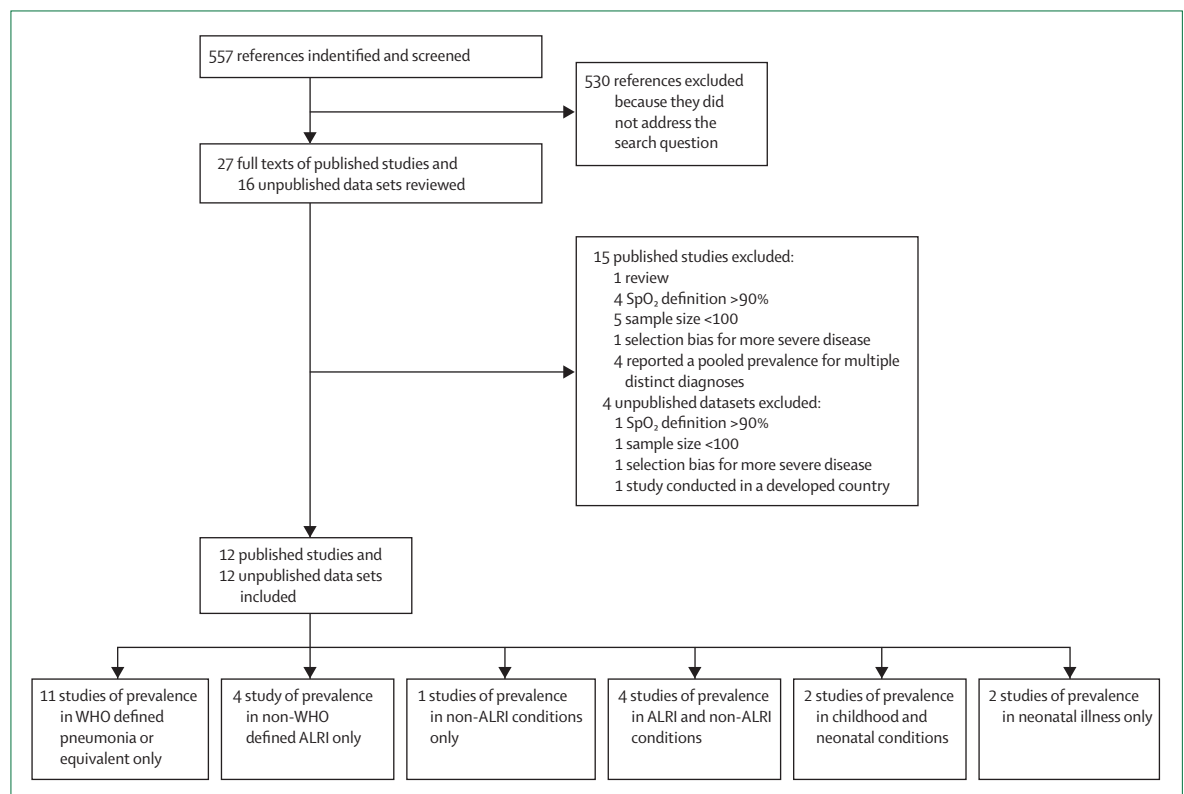 557 references indentified and screened
530 references excluded
because they did
not address the
search question
27 full texts of published studies and
16 unpublished data sets reviewed
15 published studies excluded:
1 review
4 SpO₂ definition >90%
5 sample size <100
1 selection bias for more severe disease
4 reported a pooled prevalence for multiple
distinct diagnoses
4 unpublished datasets excluded:
1 SpO₂ definition >90%
1 sample size <100
1 selection bias for more severe disease
1 study conducted in a developed country
12 published studies and
12 unpublished data sets
included
11 studies of prevalence
in WHO defined
pneumonia or
equivalent only
4 study of prevalence
in non-WHO
defined ALRI only
1 studies of prevalence
in non-ALRI conditions
only
4 studies of prevalence
in ALRI and non-ALRI
conditions
2 studies of prevalence
in childhood and
neonatal conditions
2 studies of prevalence
in neonatal illness only